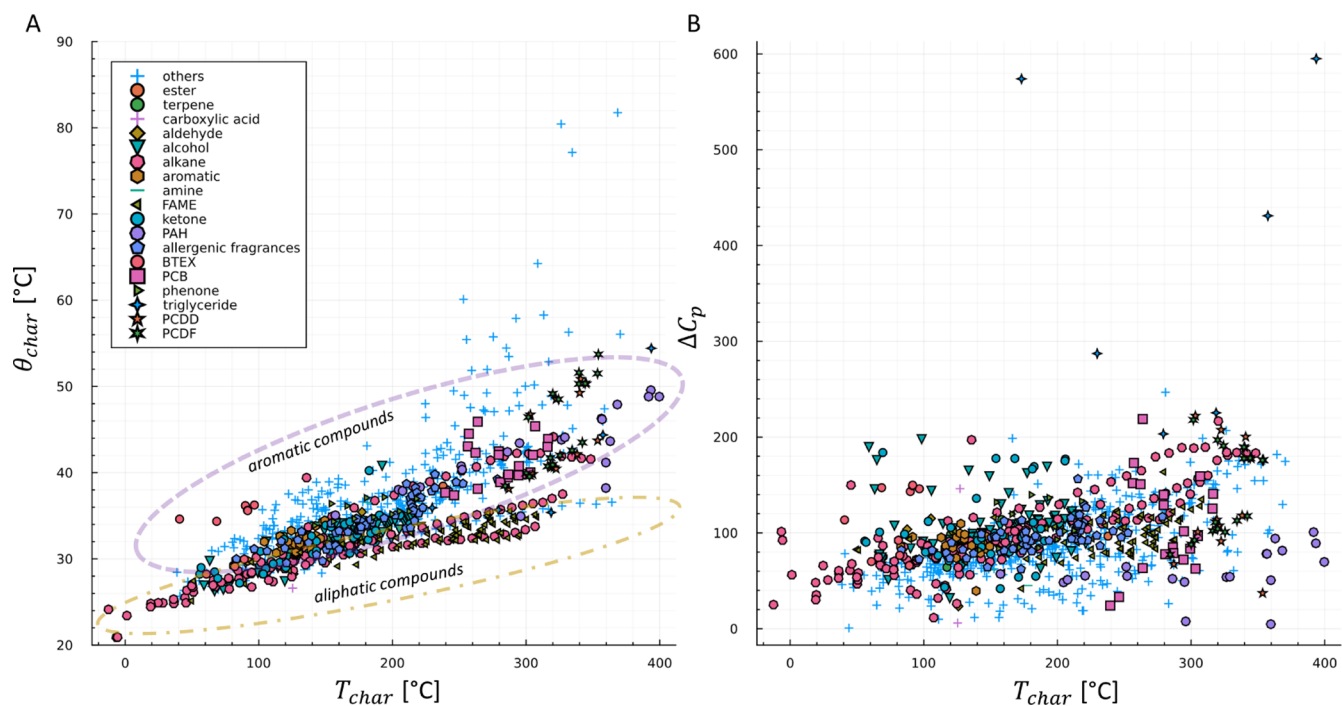 A
90
80
70
60
50
40
30
20
θchar [°C]
others
ester
terpene
carboxylic acid
aldehyde
alcohol
alkane
aromatic
amine
FAME
ketone
PAH
allergenic fragrances
BTEX
PCB
phenone
triglyceride
PCDD
PCDF
aromatic compounds
aliphatic compounds
0 100 200 300 400
Tchar [°C]
B
600
500
400
300
200
100
0
ΔCp
0 100 200 300 400
Tchar [°C]